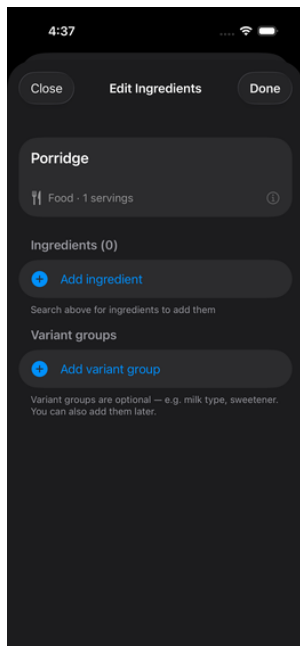 4:37
Close
Edit Ingredients
Done
Porridge
Food · 1 servings
Ingredients (0)
Add ingredient
Search above for ingredients to add them
Variant groups
Add variant group
Variant groups are optional — e.g. milk type, sweetener.
You can also add them later.